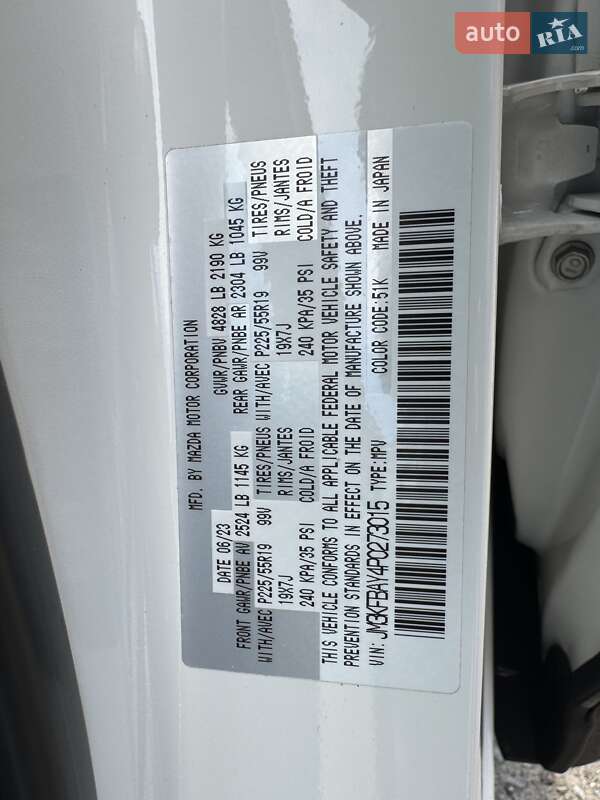 auto RIA .com
MFD. BY MAZDA MOTOR CORPORATION
DATE 06/23 GVWR/PNBV 4828 LB 2190 KG
FRONT GAWR/PNBE AV 2524 LB 1145 KG REAR GAWR/PNBE AR 2304 LB 1045 KG
WITH/AVEC P225/55R19 99V TIRES/PNEUS WITH/AVEC P225/55R19 99V TIRES/PNEUS
19X7J RIMS/JANTES 19X7J RIMS/JANTES
240 KPA/35 PSI COLD/A FROID 240 KPA/35 PSI COLD/A FROID
THIS VEHICLE CONFORMS TO ALL APPLICABLE FEDERAL MOTOR VEHICLE SAFETY AND THEFT
PREVENTION STANDARDS IN EFFECT ON THE DATE OF MANUFACTURE SHOWN ABOVE.
VIN: JM3KFBAY4P0273015 TYPE:MPV COLOR CODE:51K MADE IN JAPAN